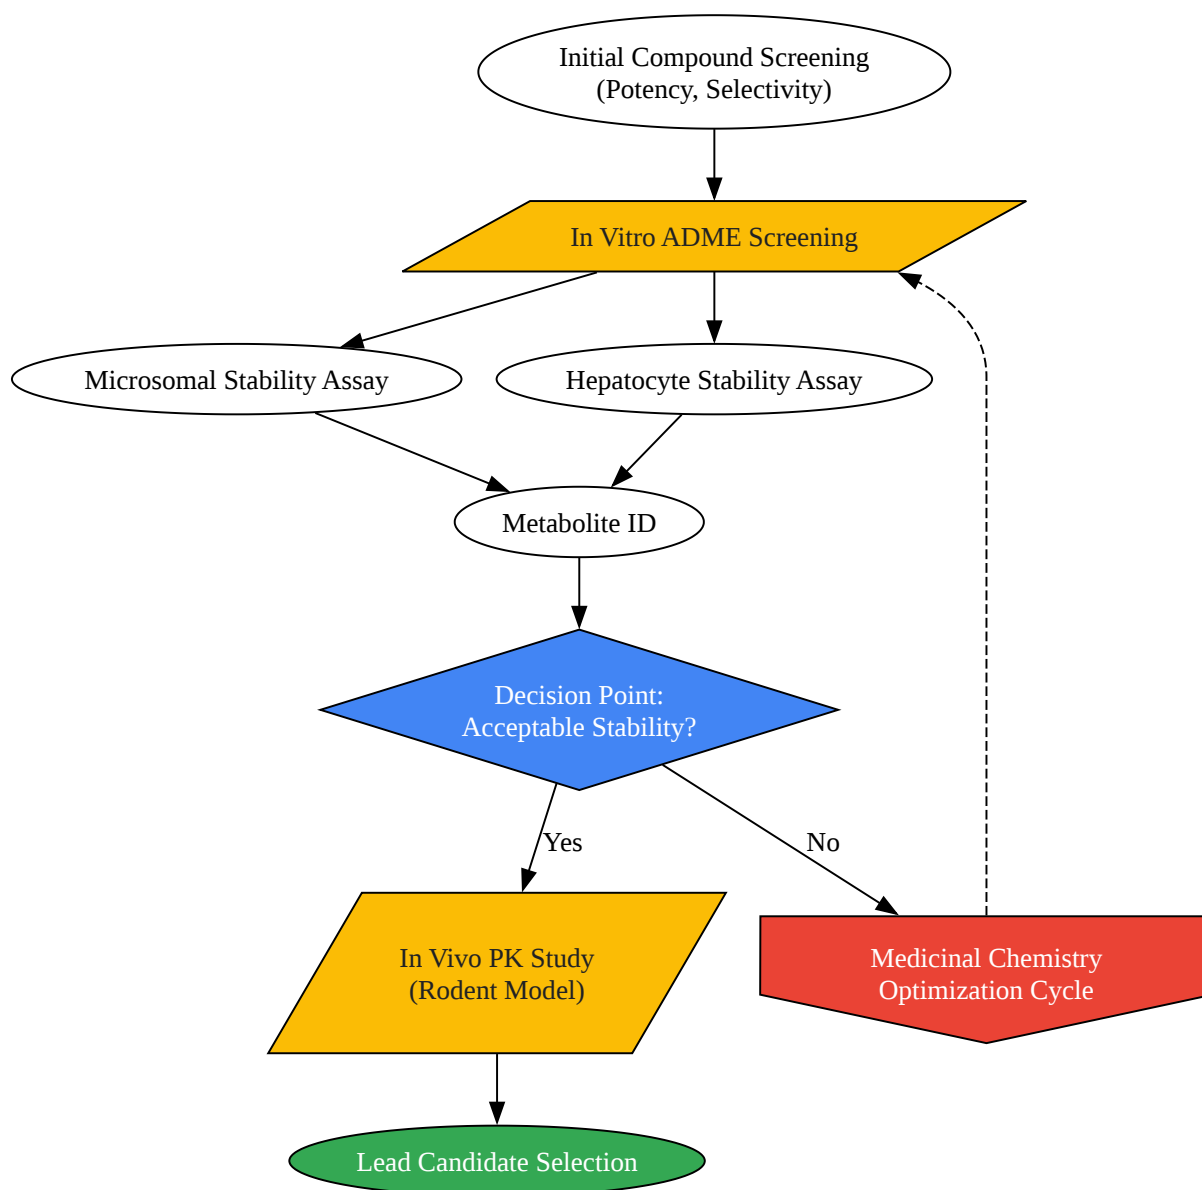 Initial Compound Screening
(Potency, Selectivity)
In Vitro ADME Screening
Microsomal Stability Assay
Hepatocyte Stability Assay
Metabolite ID
Decision Point:
Acceptable Stability?
Yes
No
In Vivo PK Study
(Rodent Model)
Medicinal Chemistry
Optimization Cycle
Lead Candidate Selection